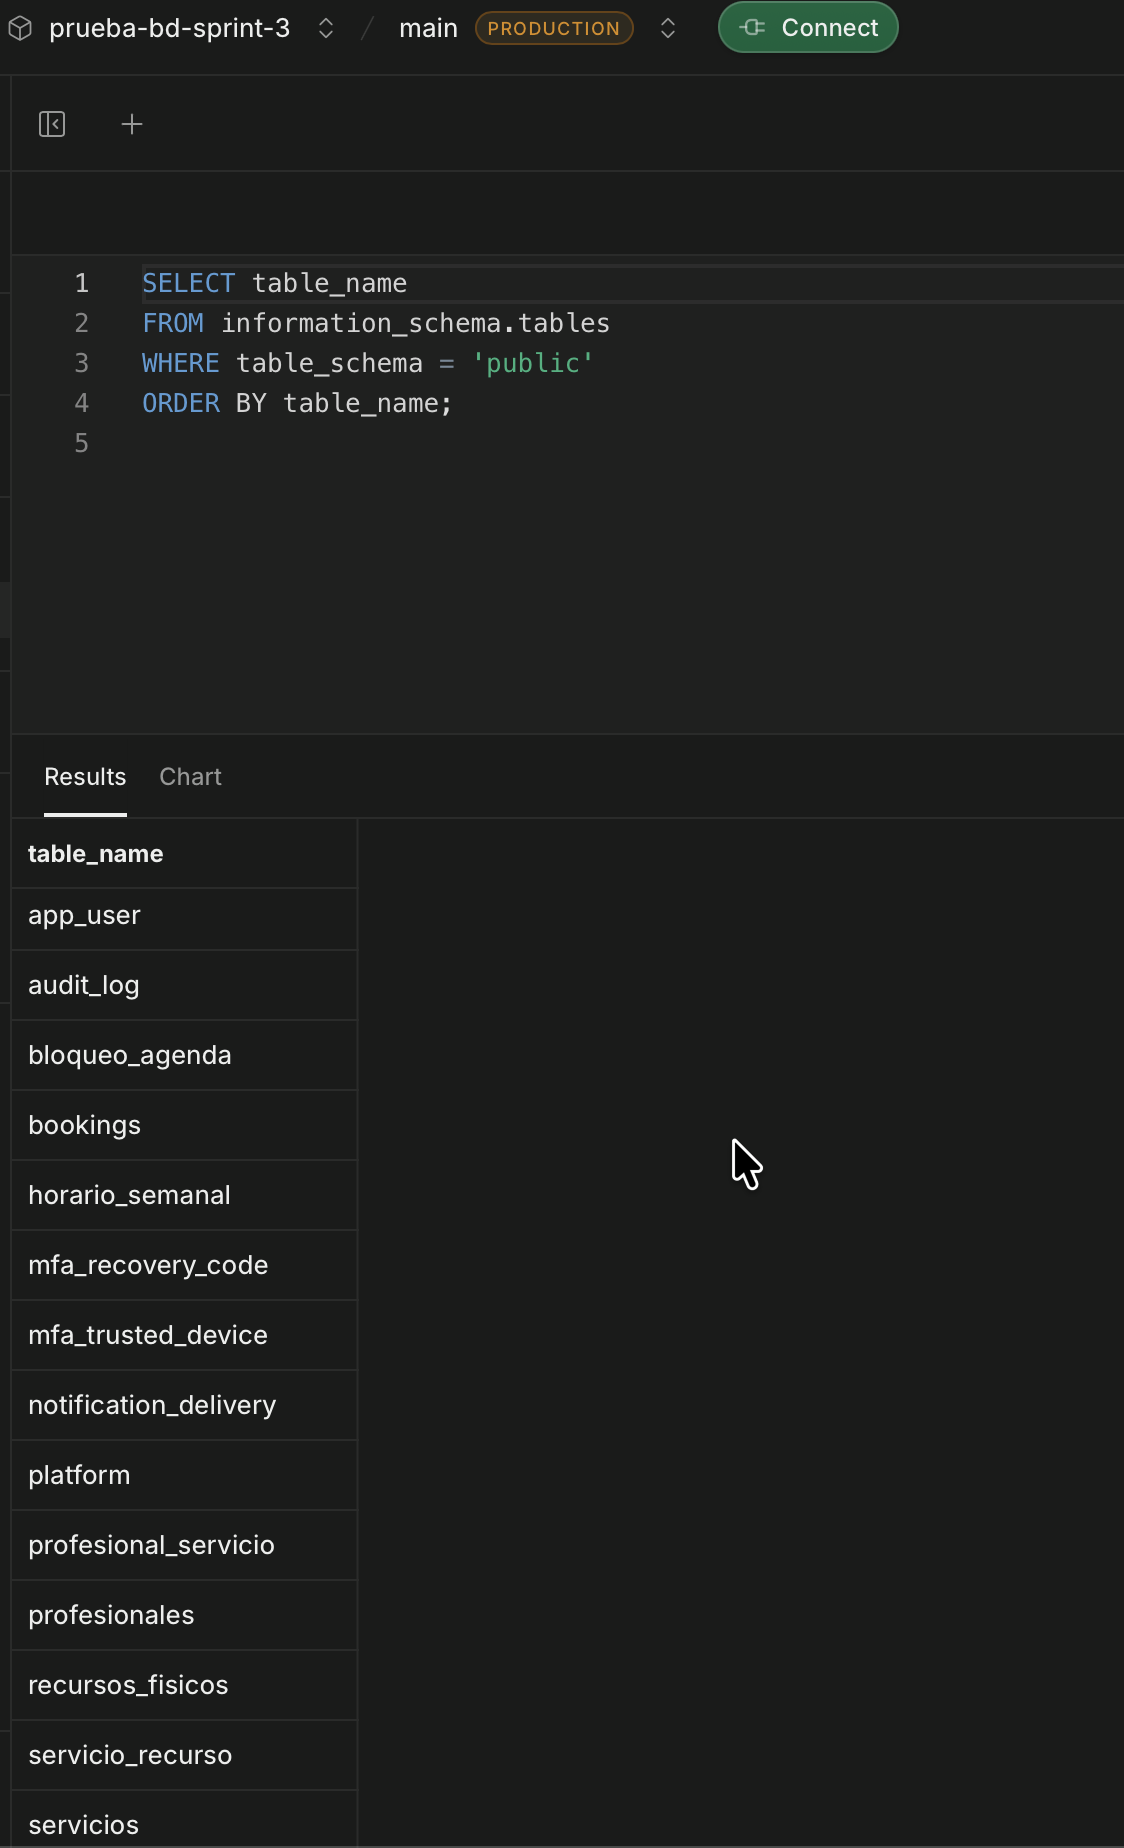 prueba-bd-sprint-3 / main PRODUCTION Connect
1 SELECT table_name
2 FROM information_schema.tables
3 WHERE table_schema = 'public'
4 ORDER BY table_name;
5
Results Chart
table_name
app_user
audit_log
bloqueo_agenda
bookings
horario_semanal
mfa_recovery_code
mfa_trusted_device
notification_delivery
platform
profesional_servicio
profesionales
recursos_fisicos
servicio_recurso
servicios